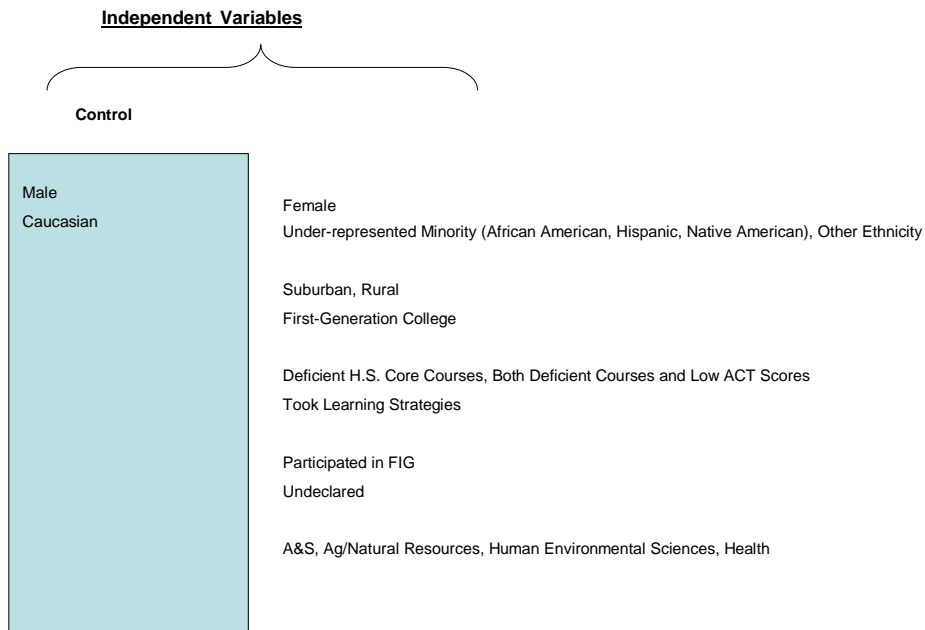 Independent Variables
Control
Male
Caucasian
Female
Under-represented Minority (African American, Hispanic, Native American), Other Ethnicity
Suburban, Rural
First-Generation College
Deficient H.S. Core Courses, Both Deficient Courses and Low ACT Scores
Took Learning Strategies
Participated in FIG
Undeclared
A&S, Ag/Natural Resources, Human Environmental Sciences, Health